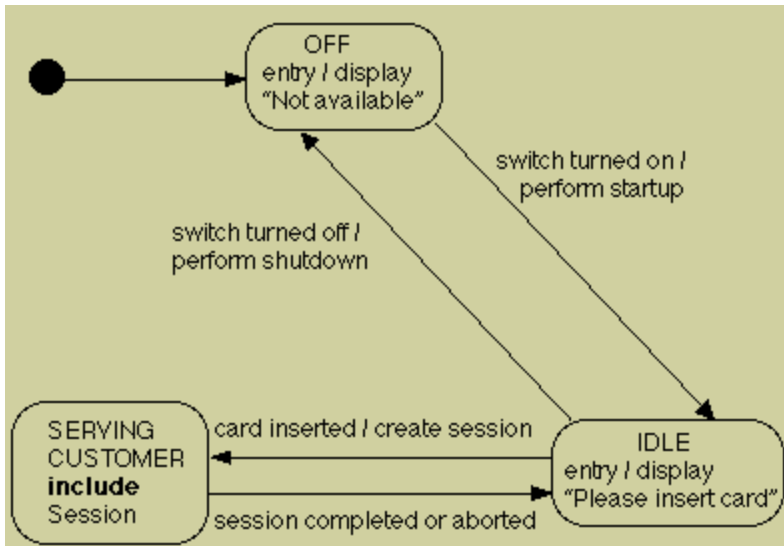 OFF
entry / display
“Not available”
switch turned on /
perform startup
switch turned off /
perform shutdown
SERVING
CUSTOMER
include
Session
card inserted / create session
session completed or aborted
IDLE
entry / display
“Please insert card”